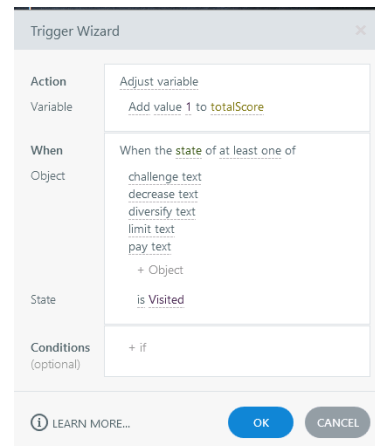 Trigger Wizard
Action Adjust variable
Variable Add value 1 to totalScore
When When the state of at least one of
Object challenge text
decrease text
diversify text
limit text
pay text
+ Object
State is Visited
Conditions + if
(optional)
LEARN MORE... OK CANCEL